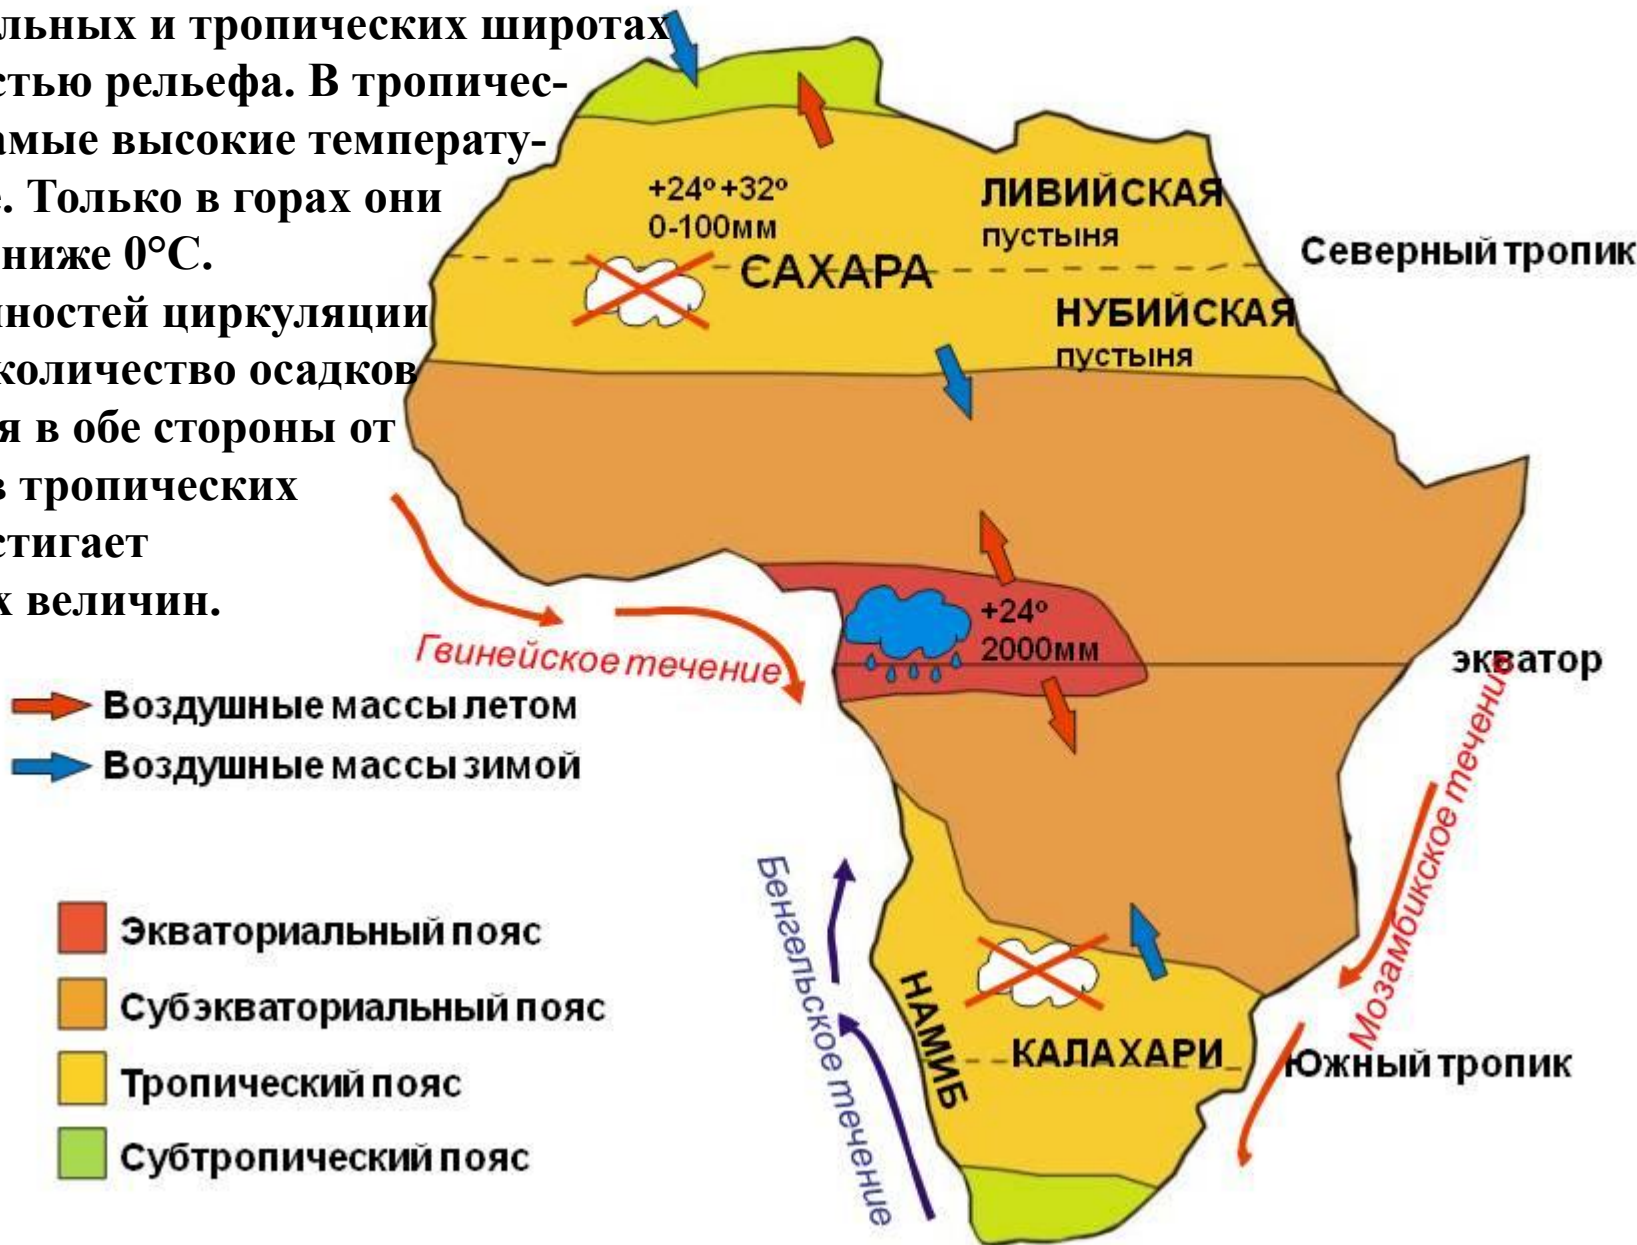 льных и тропических широтах
стью рельефа. В тропичес-
амые высокие температу-
е. Только в горах они
ниже 0°С.
ностей циркуляции
количество осадков
я в обе стороны от
в тропических
стигает
х величин.
+24º +32º
0-100мм
ЛИВИЙСКАЯ
пустыня
САХАРА
Северный тропик
НУБИЙСКАЯ
пустыня
+24º
2000мм
Гвинейское течение
экватор
Воздушные массы летом
Воздушные массы зимой
Мозамбикское течение
Бенгельское течение
Экваториальный пояс
Субэкваториальный пояс
Тропический пояс
Субтропический пояс
НАМИБ
КАЛАХАРИ
Южный тропик